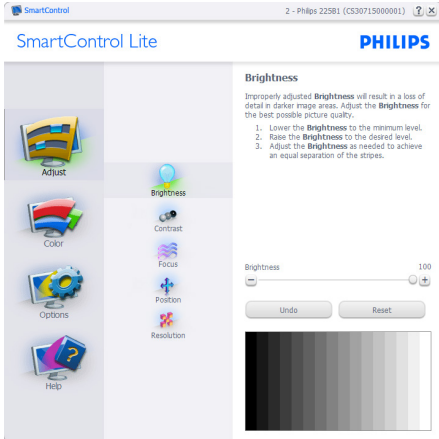 SmartControl
2 - Philips 225B1 (CS30715000001)
SmartControl Lite
PHILIPS
Adjust
Color
Options
Help
Brightness
Contrast
Focus
Position
Resolution
Brightness
Improperly adjusted Brightness will result in a loss of
detail in darker image areas. Adjust the Brightness for
the best possible picture quality.
1. Lower the Brightness to the minimum level.
2. Rase the Brightness to the desired level.
3. Adjust the Brightness as needed to achieve
an equal separation of the stripes.
Brightness 100
Undo Reset